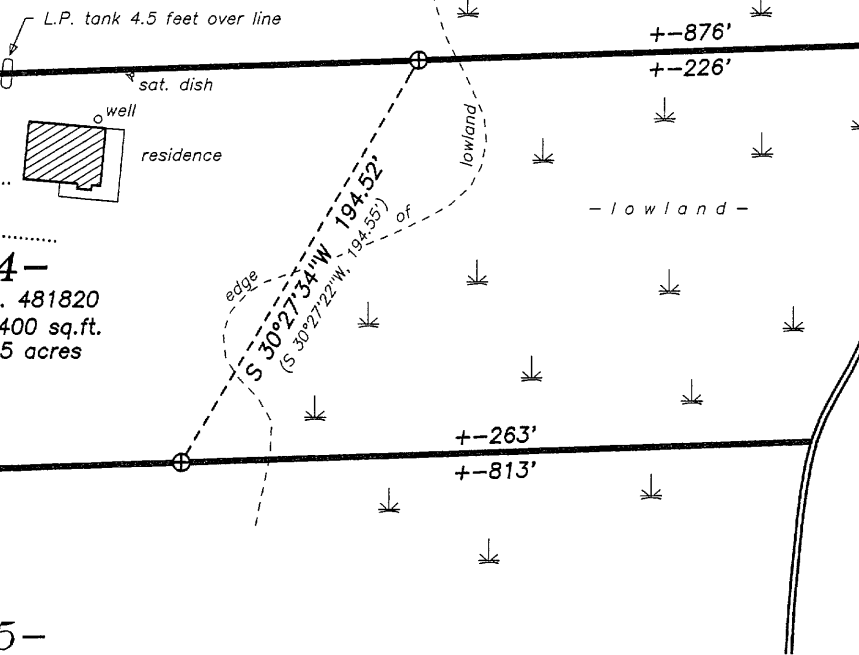 L.P. tank 4.5 feet over line
+-876'
+-226'
sat. dish
well
residence
lowland
of
edge
-lowland-
S 30°27'34"W 194.52'
(S 30°27'22"W, 194.55')
4-
. 481820
400 sq.ft.
5 acres
+-263'
+-813'
5-